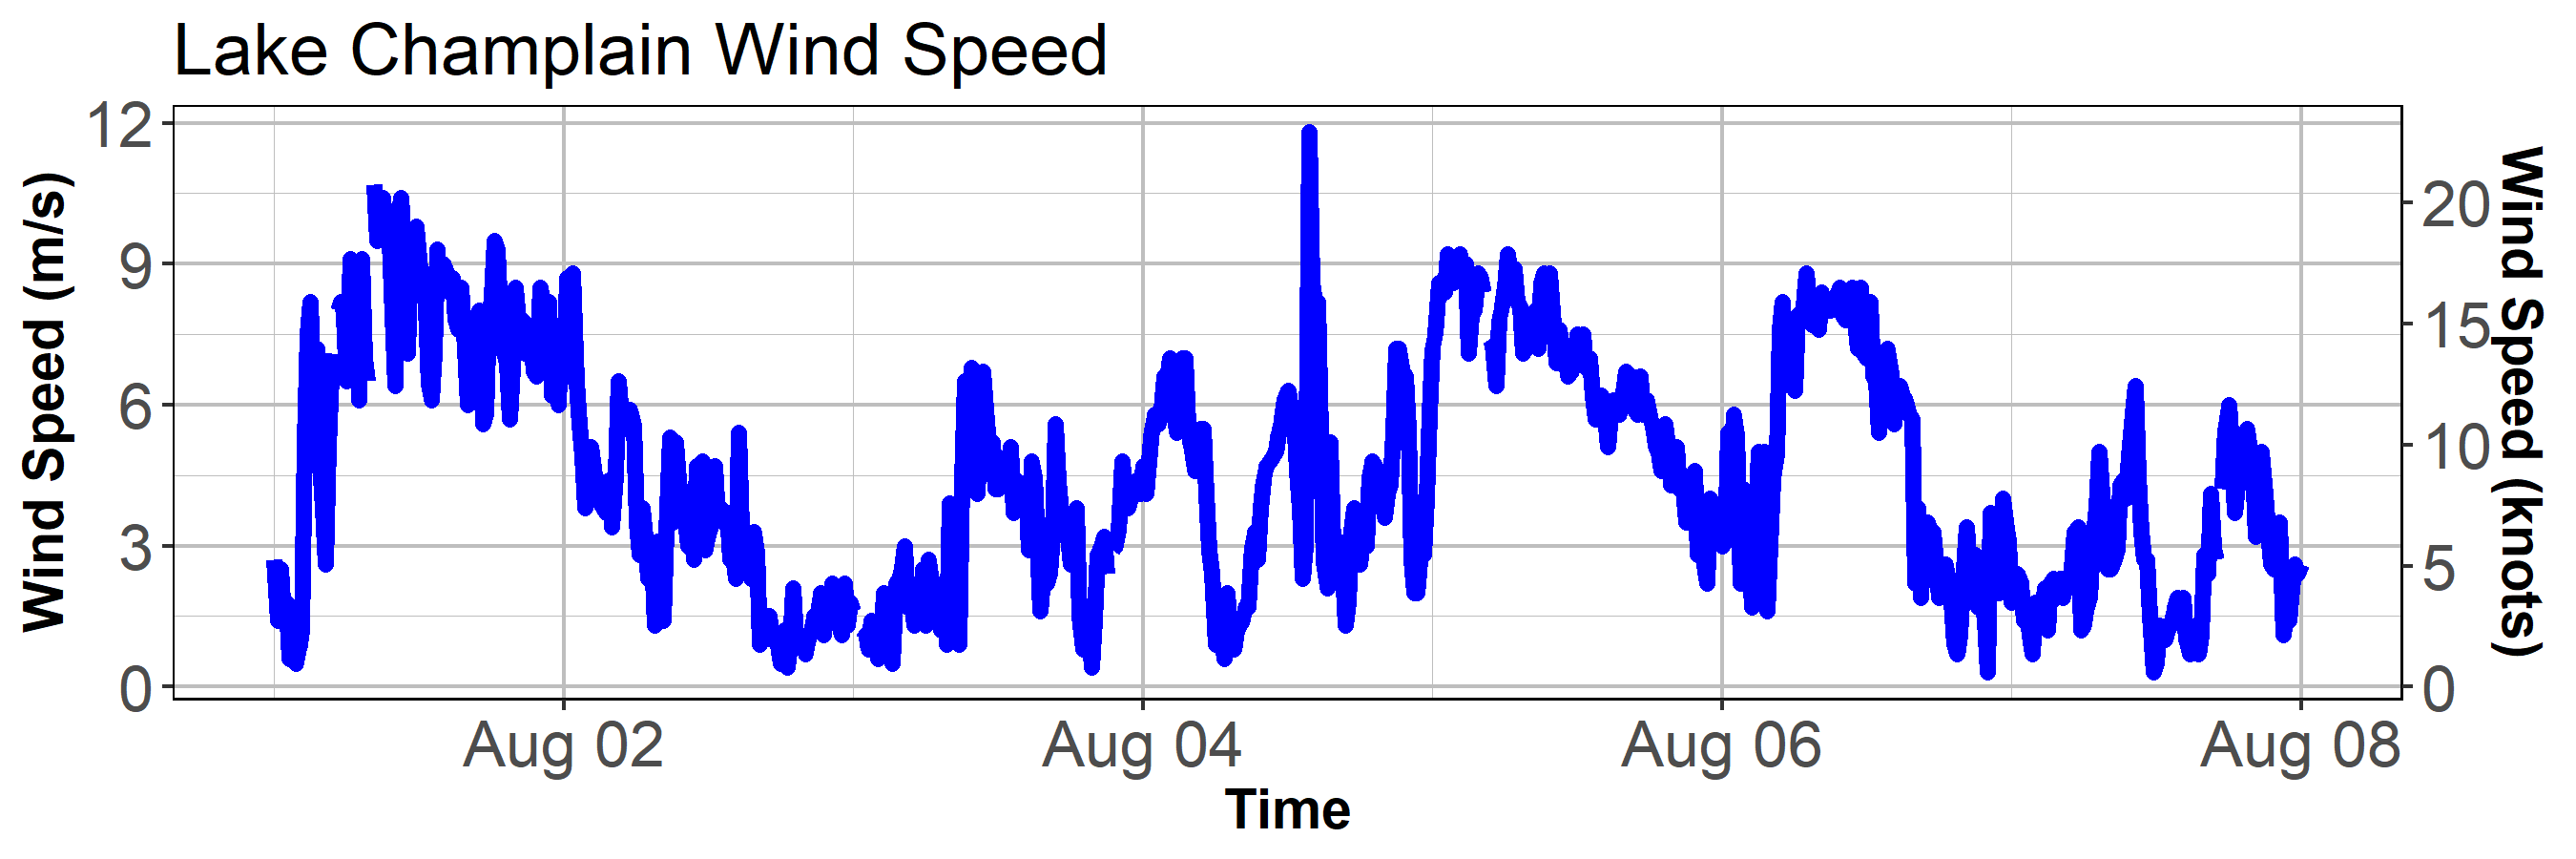 Lake Champlain Wind Speed
Wind Speed (m/s)
12
9
6
3
0
20
15
10
5
0
Wind Speed (knots)
Aug 02
Aug 04
Aug 06
Aug 08
Time